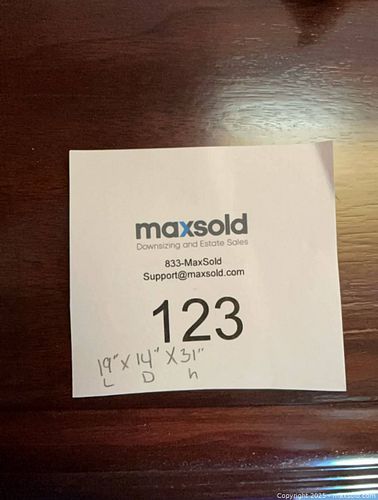 maxsold
Downsizing and Estate Sales
833-MaxSold
Support@maxsold.com
123
19" x 14" x 31"
L D h
Copyright 2025 - maxsold.com